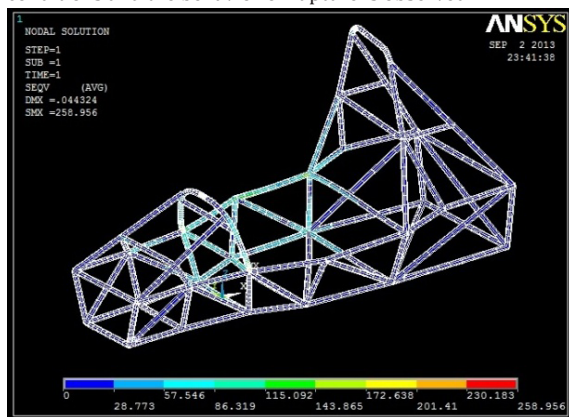 1
NODAL SOLUTION
STEP=1
SUB =1
TIME=1
SEQV (AVG)
DMX =.044324
SMX =258.956
ANSYS
SEP 2 2013
23:41:38
X
0 57.546 115.092 172.638 230.183
28.773 86.319 143.865 201.41 258.956